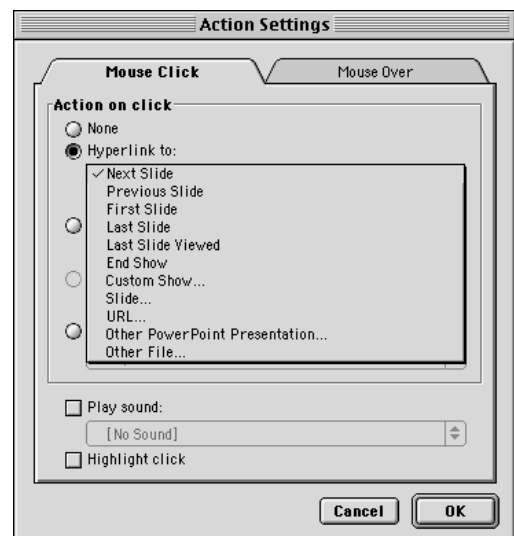 Action Settings
Mouse Click
Mouse Over
Action on click
None
Hyperlink to:
✓ Next Slide
Previous Slide
First Slide
Last Slide
Last Slide Viewed
End Show
Custom Show...
Slide...
URL...
Other PowerPoint Presentation...
Other File...
Play sound:
[No Sound]
Highlight click
Cancel
OK